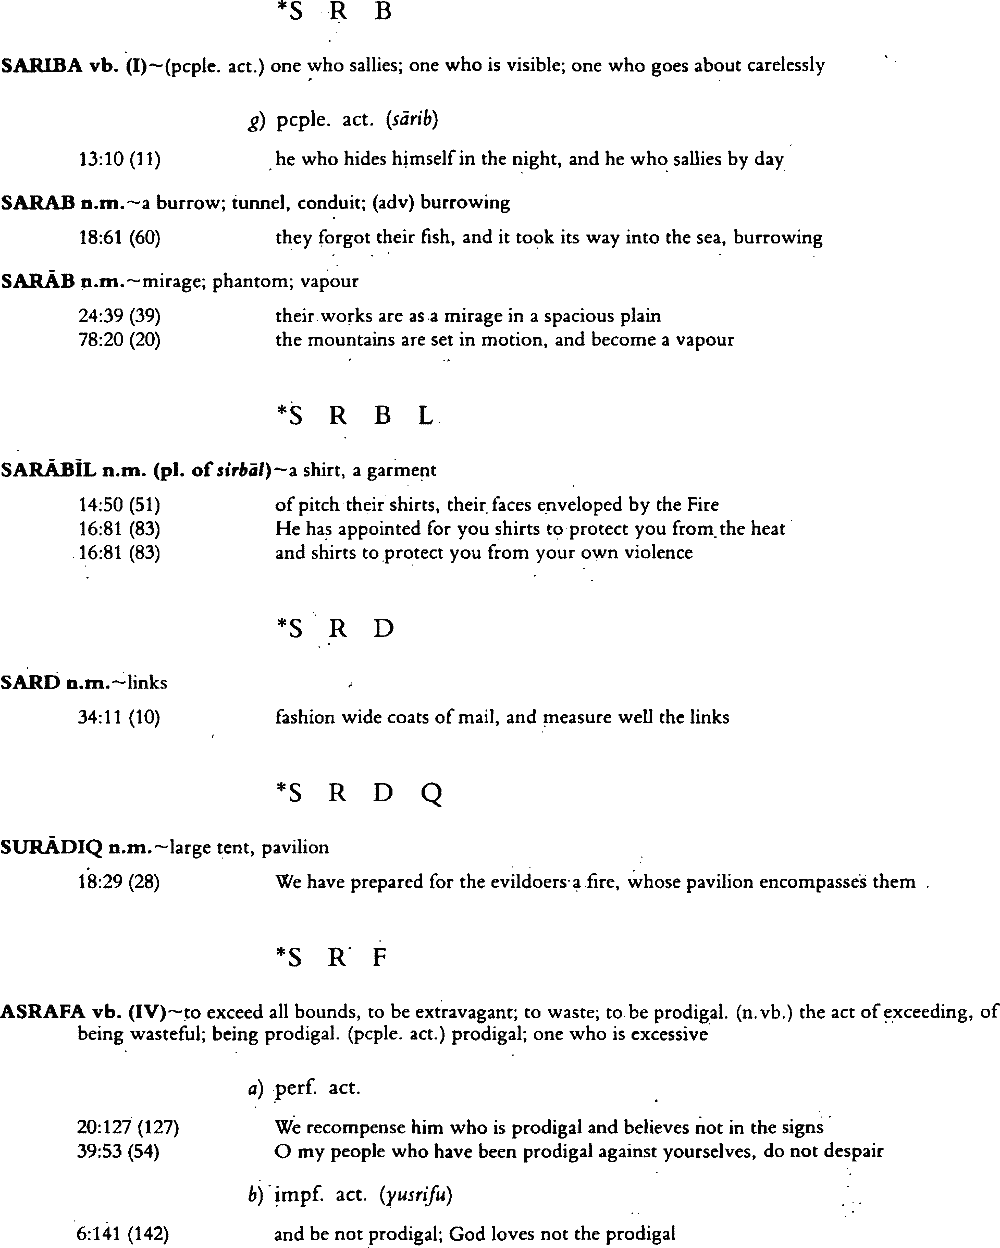 *S R B
SARIBA vb. (I)~(pcple. act.) one who sallies; one who is visible; one who goes about carelessly
g) pcple. act. (sārib)
13:10 (11) he who hides himself in the night, and he who sallies by day
SARAB n.m.~a burrow; tunnel, conduit; (adv) burrowing
18:61 (60) they forgot their fish, and it took its way into the sea, burrowing
SARĀB n.m.~mirage; phantom; vapour
24:39 (39) their works are as a mirage in a spacious plain
78:20 (20) the mountains are set in motion, and become a vapour
*S R B L
SARĀBĪL n.m. (pl. of sirbāl)~a shirt, a garment
14:50 (51) of pitch their shirts, their faces enveloped by the Fire
16:81 (83) He has appointed for you shirts to protect you from the heat
16:81 (83) and shirts to protect you from your own violence
*S R D
SARD n.m.~links
34:11 (10) fashion wide coats of mail, and measure well the links
*S R D Q
SURĀDIQ n.m.~large tent, pavilion
18:29 (28) We have prepared for the evildoers a fire, whose pavilion encompasses them
*S R F
ASRAFA vb. (IV)~to exceed all bounds, to be extravagant; to waste; to be prodigal. (n.vb.) the act of exceeding, of
being wasteful; being prodigal. (pcple. act.) prodigal; one who is excessive
a) perf. act.
20:127 (127) We recompense him who is prodigal and believes not in the signs
39:53 (54) O my people who have been prodigal against yourselves, do not despair
b) impf. act. (yusrifu)
6:141 (142) and be not prodigal; God loves not the prodigal